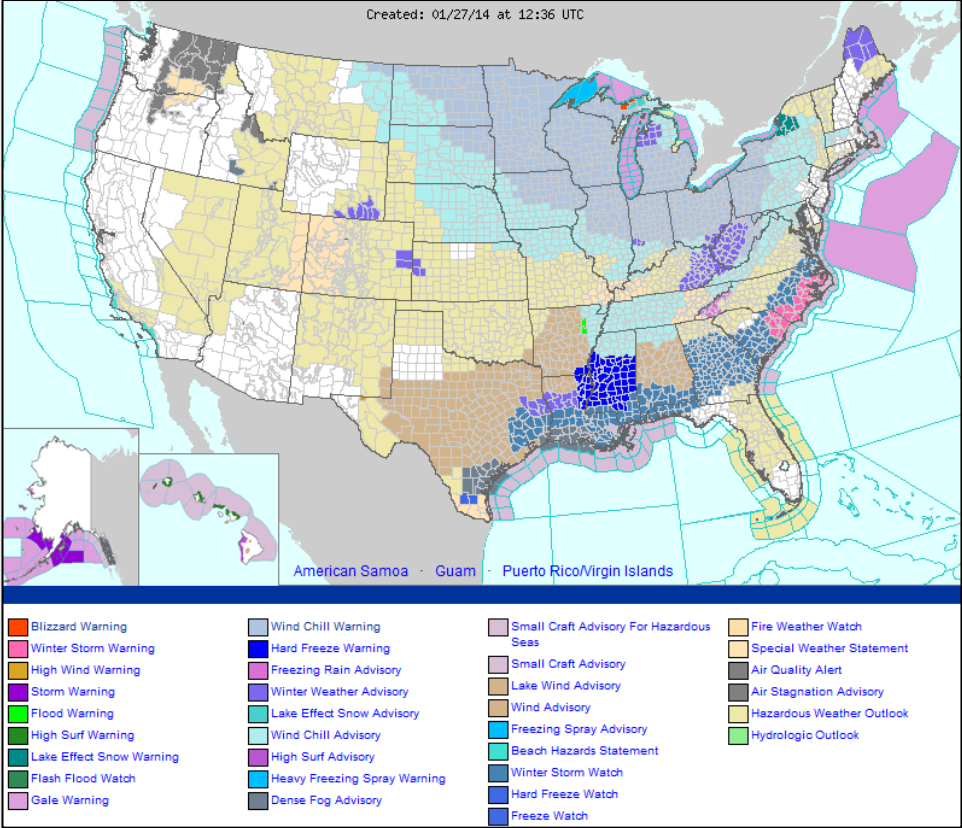 Created: 01/27/14 at 12:36 UTC
American Samoa · Guam · Puerto Rico/Virgin Islands
Blizzard Warning
Winter Storm Warning
High Wind Warning
Storm Warning
Flood Warning
High Surf Warning
Lake Effect Snow Warning
Flash Flood Watch
Gale Warning
Wind Chill Warning
Hard Freeze Warning
Freezing Rain Advisory
Winter Weather Advisory
Lake Effect Snow Advisory
Wind Chill Advisory
High Surf Advisory
Heavy Freezing Spray Warning
Dense Fog Advisory
Small Craft Advisory For Hazardous
Seas
Small Craft Advisory
Lake Wind Advisory
Wind Advisory
Freezing Spray Advisory
Beach Hazards Statement
Winter Storm Watch
Hard Freeze Watch
Freeze Watch
Fire Weather Watch
Special Weather Statement
Air Quality Alert
Air Stagnation Advisory
Hazardous Weather Outlook
Hydrologic Outlook